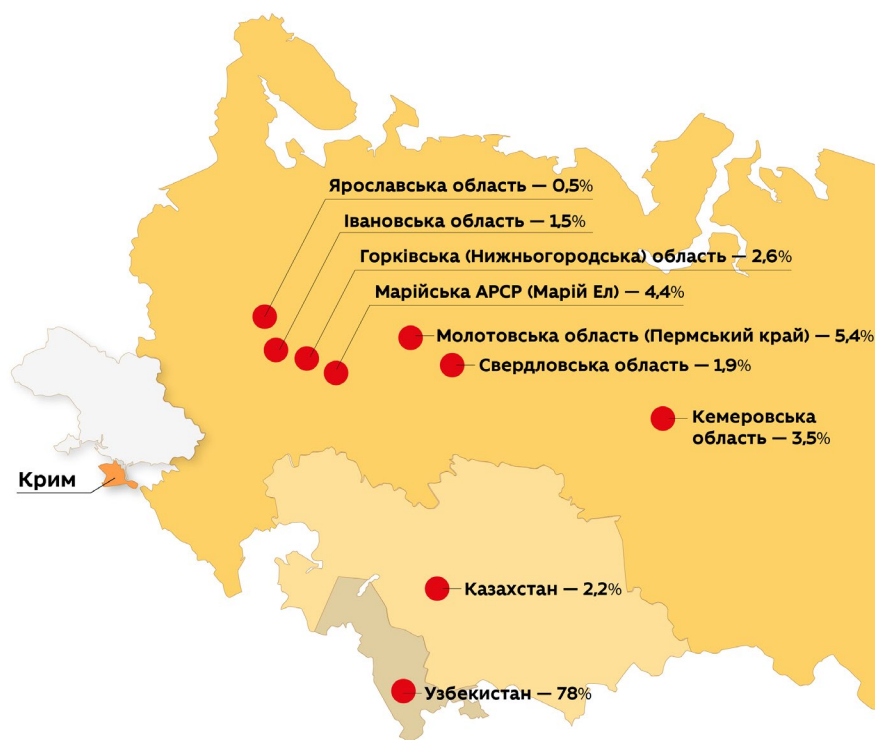 Ярославська область — 0,5%
Івановська область — 1,5%
Горківська (Нижньогородська) область — 2,6%
Марійська АРСР (Марій Ел) — 4,4%
Молотовська область (Пермський край) — 5,4%
Свердловська область — 1,9%
Кемеровська
область — 3,5%
Крим
Казахстан — 2,2%
Узбекистан — 78%